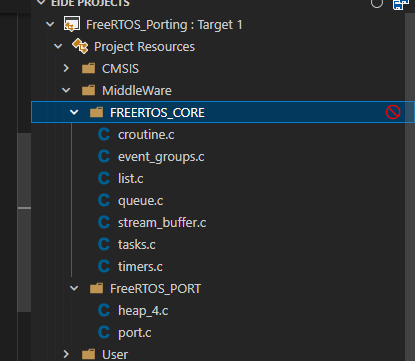 EIDE PROJECTS
FreeRTOS_Porting : Target 1
Project Resources
CMSIS
MiddleWare
FREERTOS_CORE
C croutine.c
C event_groups.c
C list.c
C queue.c
C stream_buffer.c
C tasks.c
C timers.c
FreeRTOS_PORT
C heap_4.c
C port.c
User